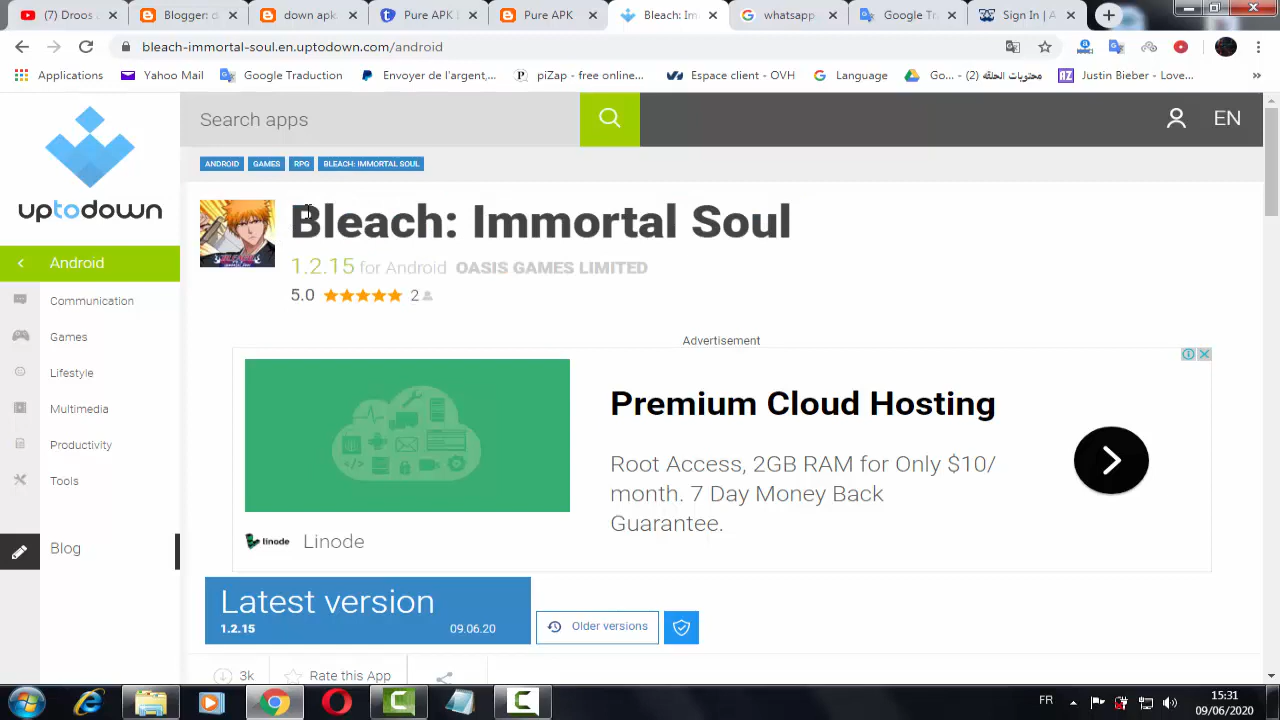 (7) Droos
Blogger: d
down apk
Pure APK
Pure APK
Bleach: Im
whatsapp
Google Tr
Sign In | A
bleach-immortal-soul.en.uptodown.com/android
Applications
Yahoo Mail
Google Traduction
Envoyer de l'argent,...
piZap - free online...
Espace client - OVH
Language
Go... - (2) محتويات الحلقه
Justin Bieber - Love...
»
uptodown
Search apps
EN
ANDROID
GAMES
RPG
BLEACH: IMMORTAL SOUL
Bleach: Immortal Soul
1.2.15 for Android OASIS GAMES LIMITED
5.0
2
Android
Communication
Games
Lifestyle
Multimedia
Productivity
Tools
Blog
Advertisement
Premium Cloud Hosting
Root Access, 2GB RAM for Only $10/
month. 7 Day Money Back
Guarantee.
linode
Linode
Latest version
1.2.15
09.06.20
Older versions
3k
Rate this App
FR
15:31
09/06/2020